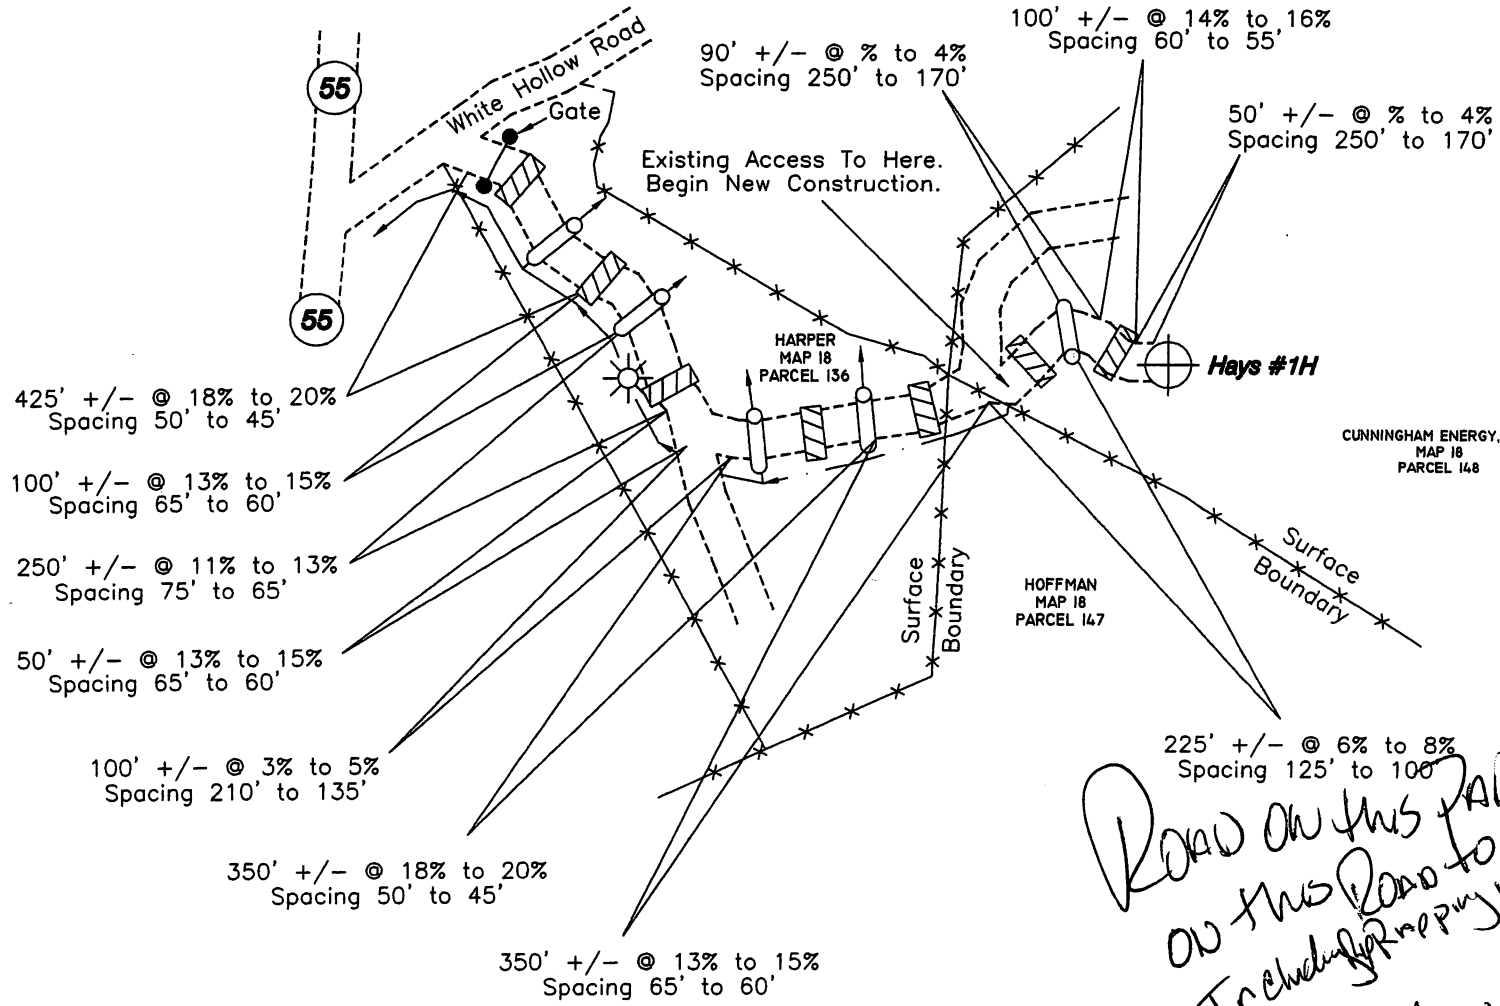 100' +/- @ 14% to 16%
Spacing 60' to 55'
90' +/- @ % to 4%
Spacing 250' to 170'
White Hollow Road
55
Gate
50' +/- @ % to 4%
Spacing 250' to 170'
Existing Access To Here.
Begin New Construction.
55
HARPER
MAP 18
PARCEL 136
Hays #1H
425' +/- @ 18% to 20%
Spacing 50' to 45'
CUNNINGHAM ENERGY,
MAP 18
PARCEL 148
100' +/- @ 13% to 15%
Spacing 65' to 60'
250' +/- @ 11% to 13%
Spacing 75' to 65'
Surface
Boundary
Surface
Boundary
HOFFMAN
MAP 18
PARCEL 147
50' +/- @ 13% to 15%
Spacing 65' to 60'
100' +/- @ 3% to 5%
Spacing 210' to 135'
225' +/- @ 6% to 8%
Spacing 125' to 100'
350' +/- @ 18% to 20%
Spacing 50' to 45'
350' +/- @ 13% to 15%
Spacing 65' to 60'
ROAD ON this
ON this ROAD to
Including